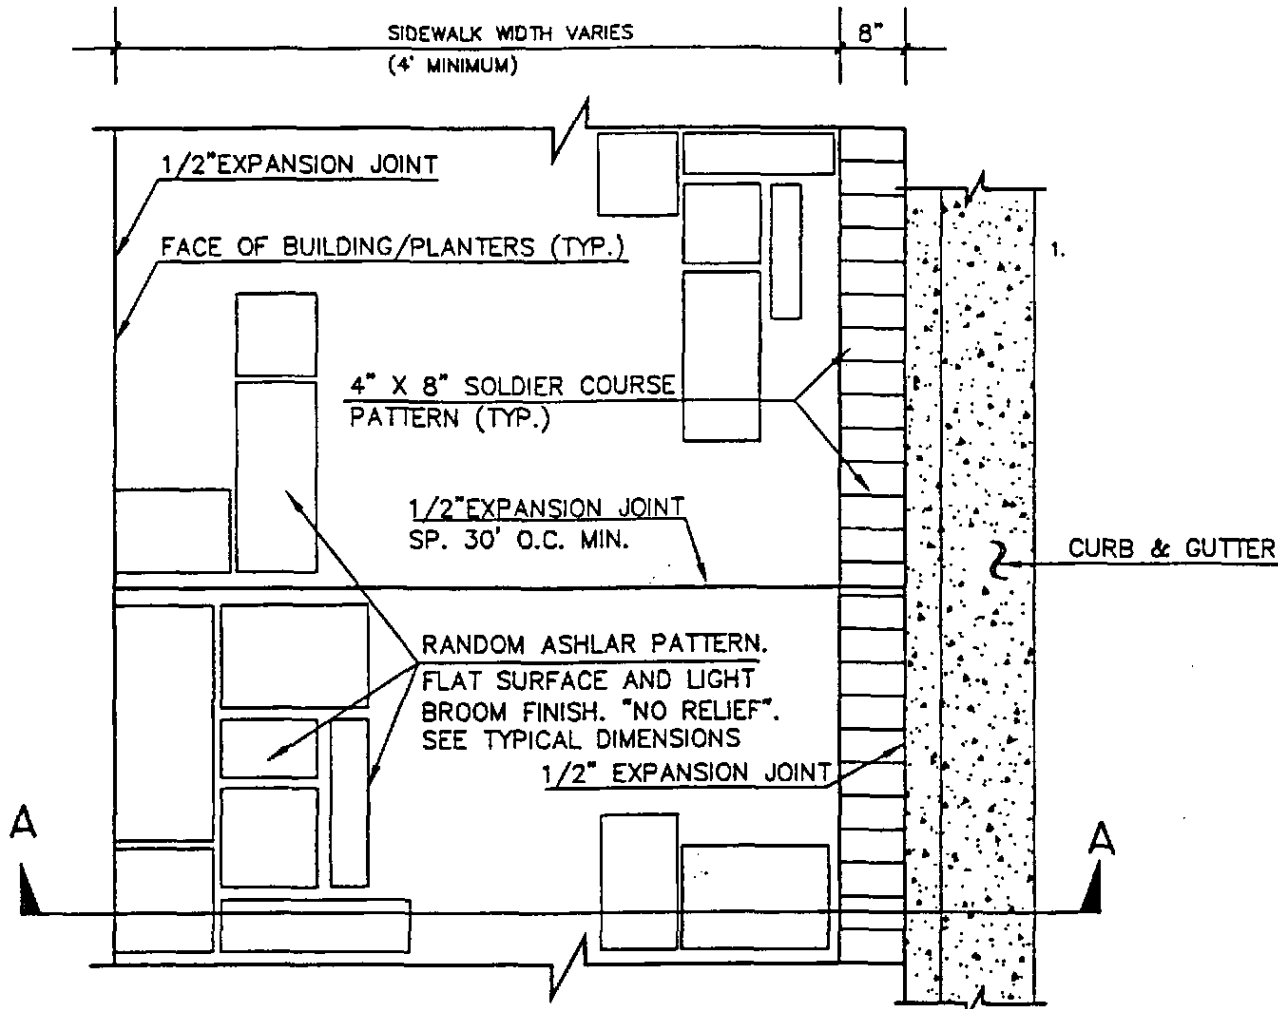 SIDEWALK WIDTH VARIES
(4' MINIMUM)
8"
1/2"EXPANSION JOINT
FACE OF BUILDING/PLANTERS (TYP.)
1.
4" X 8" SOLDIER COURSE
PATTERN (TYP.)
1/2"EXPANSION JOINT
SP. 30' O.C. MIN.
CURB & GUTTER
RANDOM ASHLAR PATTERN.
FLAT SURFACE AND LIGHT
BROOM FINISH. "NO RELIEF".
SEE TYPICAL DIMENSIONS
1/2" EXPANSION JOINT
A
A